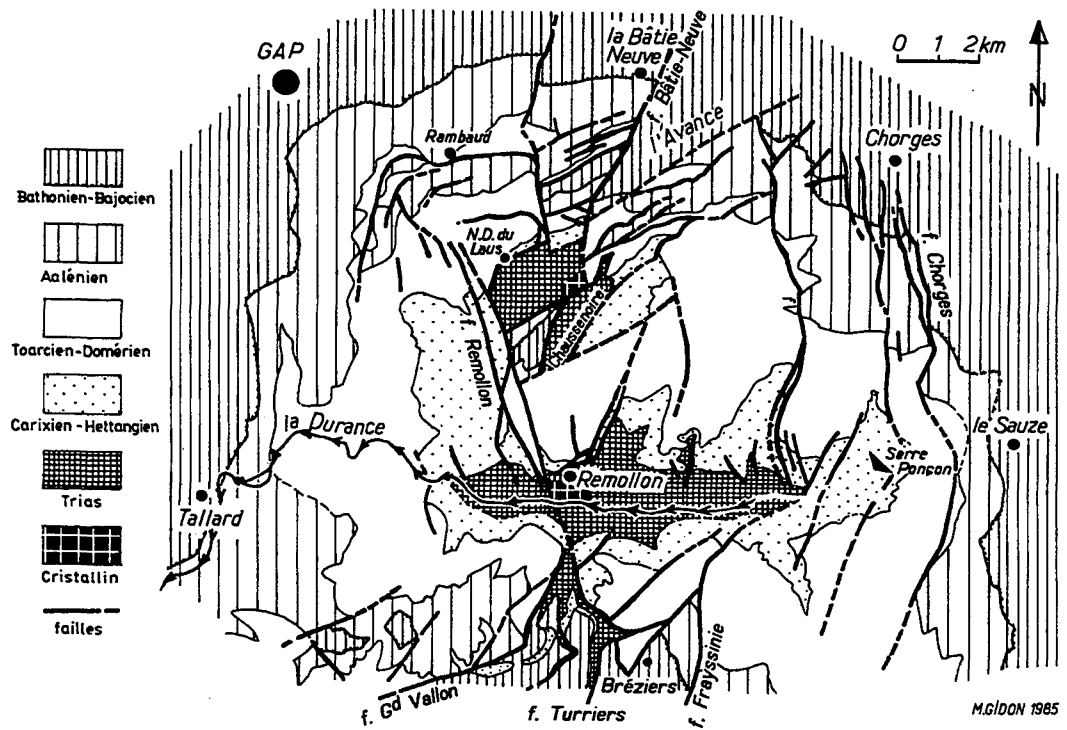 GAP
la Bâtie
Neuve
f. Bâtie-Neuve
0 1 2 km
N
Rambaud
l'Avance
Chorges
Bathonien-Bajocien
Aalénien
Toarcien-Domérien
Carixien-Hettangien
Trias
Cristallin
failles
N.D. du
Laus
f. Chorges
Chaussenoire
f. Remollon
la Durance
le Sauze
Serre
Ponçon
Remollon
Tallard
Bréziers
f. Gd Vallon
f. Turriers
f. Frayssinie
M.GIDON 1985